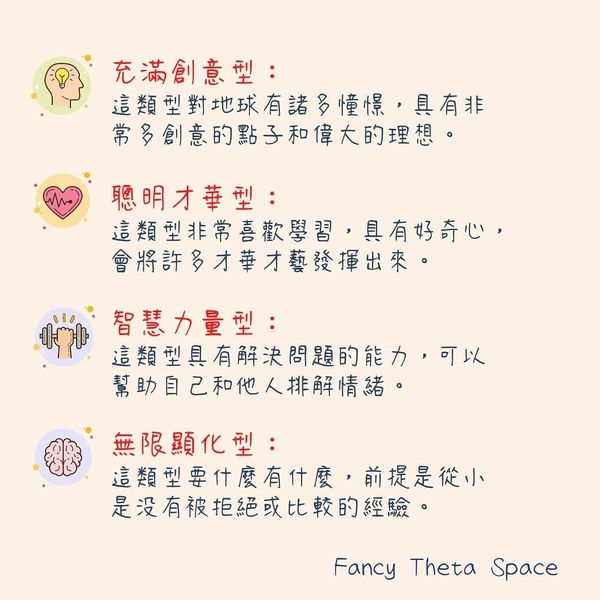 充滿創意型：
這類型對地球有諸多憧憬，具有非
常多創意的點子和偉大的理想。
聰明才華型：
這類型非常喜歡學習，具有好奇心，
會將許多才華才藝發揮出來。
智慧力量型：
這類型具有解決問題的能力，可以
幫助自己和他人排解情緒。
無限顯化型：
這類型要什麼有什麼，前提是從小
是沒有被拒絕或比較的經驗。
Fancy Theta Space